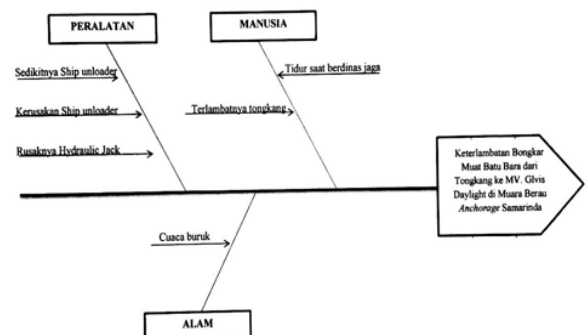 PERALATAN
MANUSIA
Sedikitnya Ship unloader
Kerusakan Ship unloader
Rusaknya Hydraulic Jack
Tidur saat berdinas jaga
Terlambatnya tongkang
Keterlambatan Bongkar
Muat Batu Bara dari
Tongkang ke MV. Glvis
Daylight di Muara Berau
Anchorage Samarinda
Cuaca buruk
ALAM